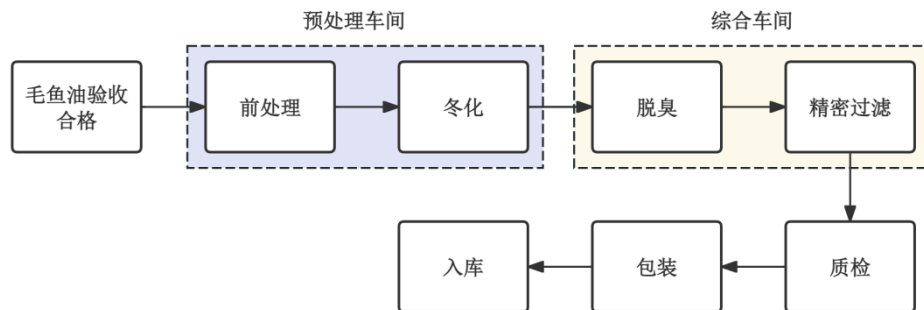 预处理车间
综合车间
毛鱼油验收
合格
前处理
冬化
脱臭
精密过滤
入库
包装
质检